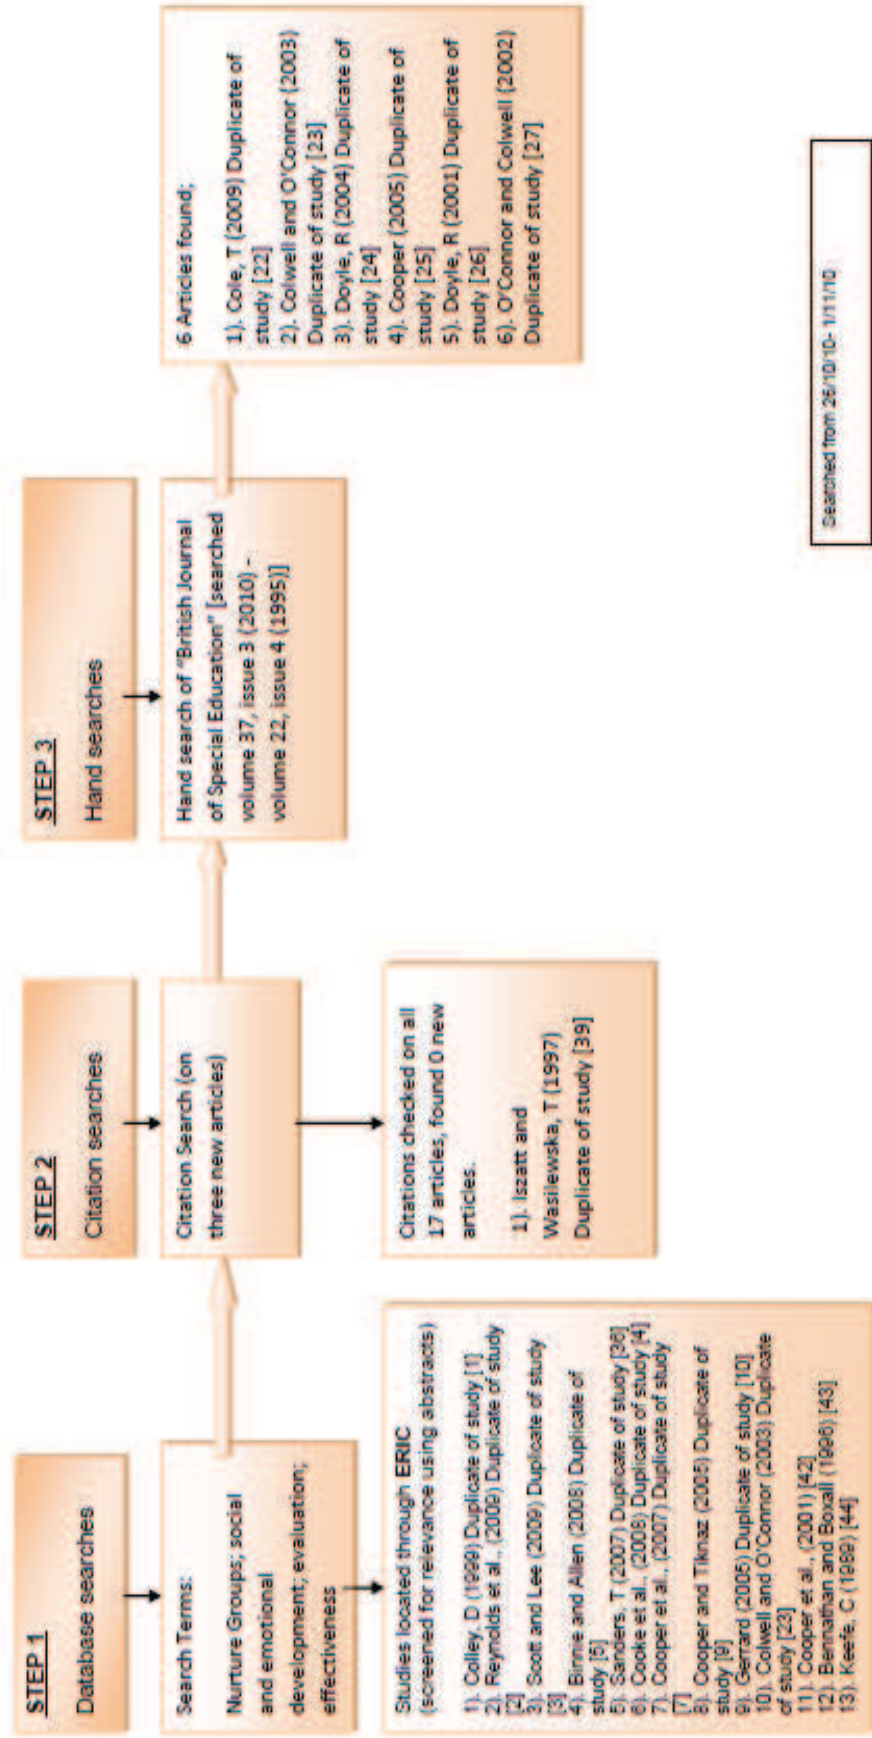 STEP 1
Database searches
Search Terms:
Nurture Groups; social
and emotional
development; evaluation;
effectiveness
Studies located through ERIC
(screened for relevance using abstracts)
1). Colley, D (1999) Duplicate of study [1]
2). Reynolds et al., (2009) Duplicate of study
[2]
3). Scott and Lee (2009) Duplicate of study
[3]
4). Binne and Allen (2008) Duplicate of
study [5]
5). Sanders, T (2007) Duplicate of study [36]
6). Cooke et al., (2008) Duplicate of study [4]
7). Cooper et al., (2007) Duplicate of study
[7]
8). Cooper and Tiknaz (2005) Duplicate of
study [9]
9). Gerrard (2005) Duplicate of study [10]
10). Colwell and O'Connor (2003) Duplicate
of study [23]
11). Cooper et al., (2001) [42]
12). Bennathan and Boxall (1996) [43]
13). Keefe, C (1989) [44]
STEP 2
Citation searches
Citation Search (on
three new articles)
Citations checked on all
17 articles, found 0 new
articles.
1). Iszatt and
Wasilewska, T (1997)
Duplicate of study [39]
STEP 3
Hand searches
Hand search of "British Journal
of Special Education" [searched
volume 37, issue 3 (2010) –
volume 22, issue 4 (1995)]
6 Articles found;
1). Cole, T (2009) Duplicate of
study [22]
2). Colwell and O'Connor (2003)
Duplicate of study [23]
3). Doyle, R (2004) Duplicate of
study [24]
4). Cooper (2005) Duplicate of
study [25]
5). Doyle, R (2001) Duplicate of
study [26]
6). O'Connor and Colwell (2002)
Duplicate of study [27]
Searched from 26/10/10- 1/11/10